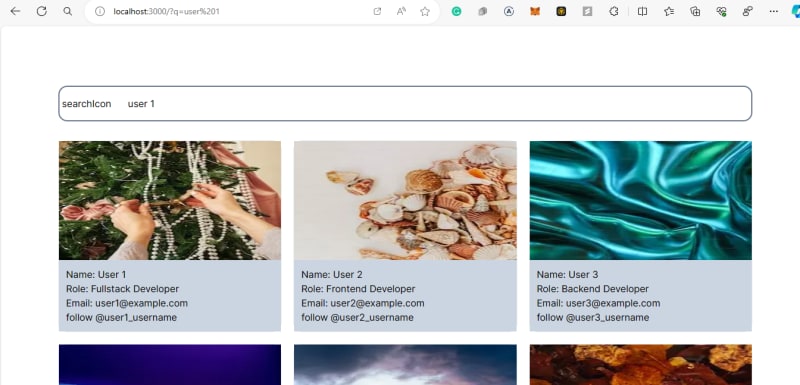 localhost:3000/?q=user%201
searchIcon user 1
Name: User 1
Role: Fullstack Developer
Email: user1@example.com
follow @user1_username
Name: User 2
Role: Frontend Developer
Email: user2@example.com
follow @user2_username
Name: User 3
Role: Backend Developer
Email: user3@example.com
follow @user3_username